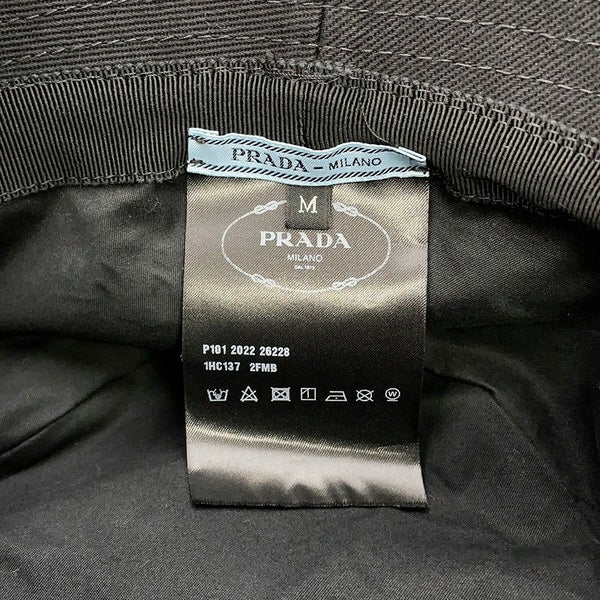 PRADA - MILANO
M
PRADA
MILANO
DAL 1913
P101 2022 26228
1HC137 2FMB
W